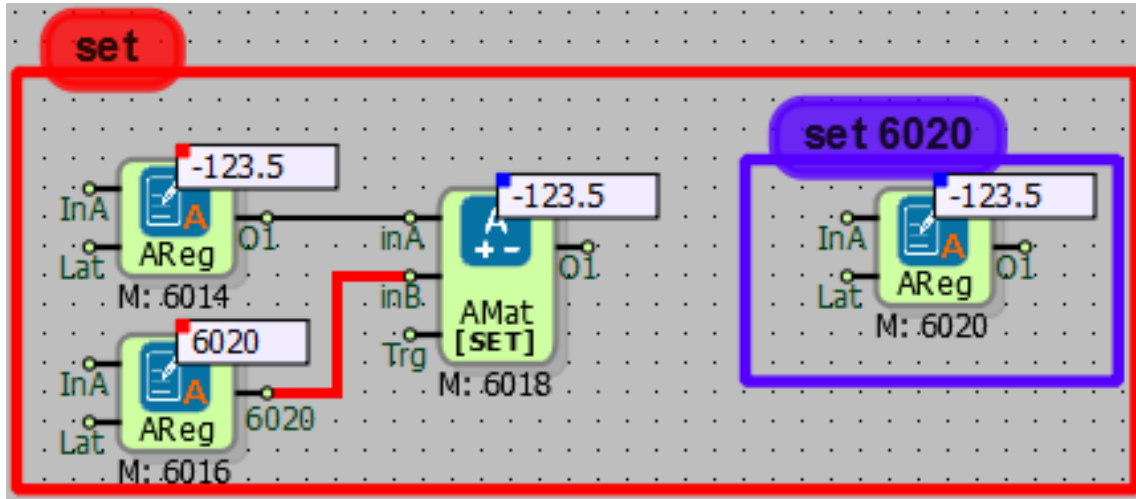 set
-123.5
InA
Lat
A
AReg
O1
M: 6014
6020
InA
Lat
A
AReg
6020
M: 6016
-123.5
inA
inB
Trg
A
+ -
AMat
[SET]
O1
M: 6018
set 6020
-123.5
InA
Lat
A
AReg
O1
M: 6020